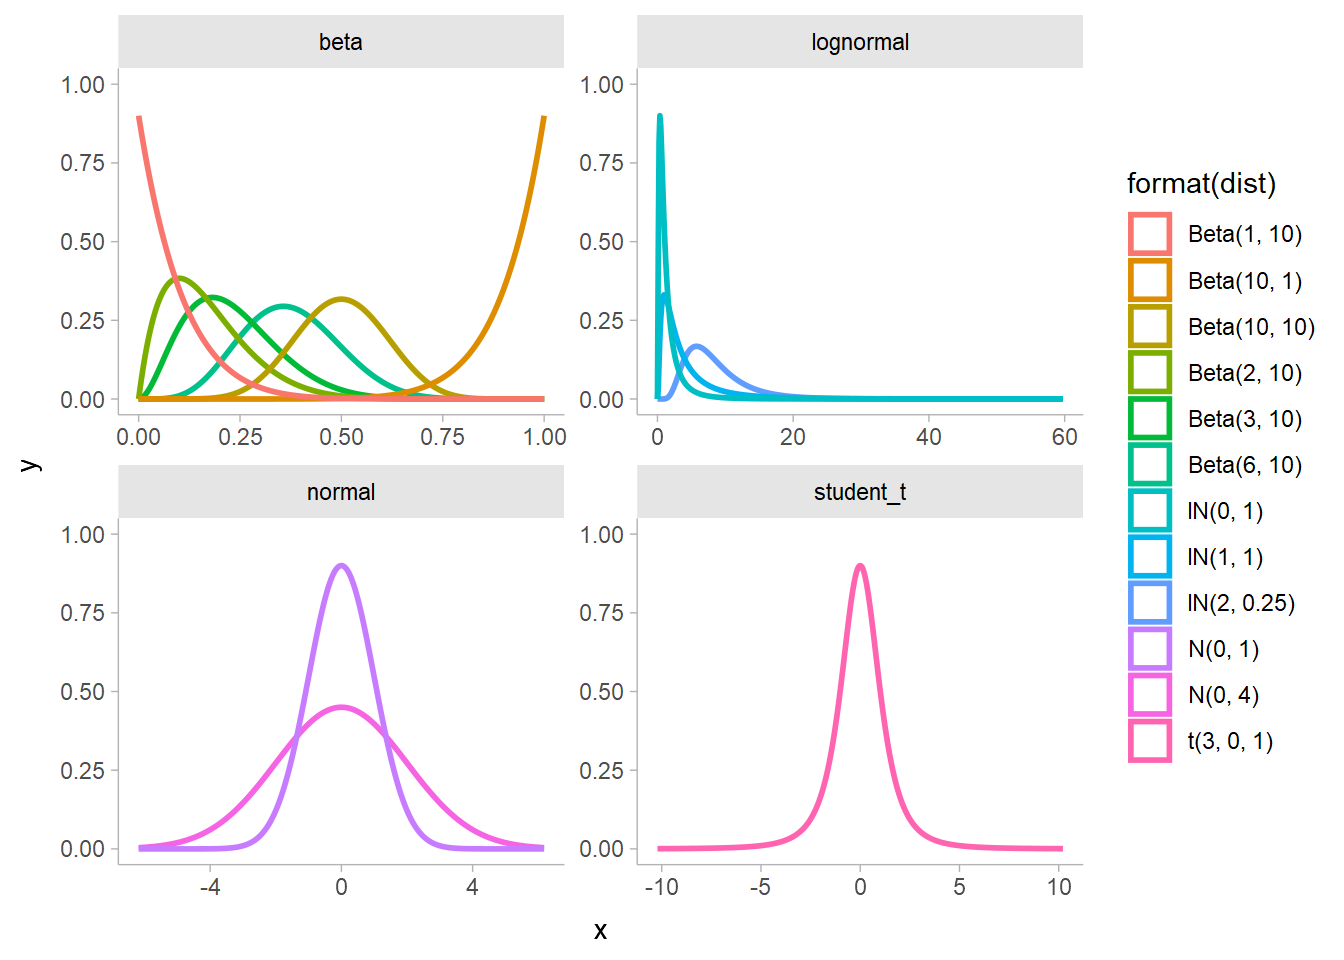 beta
lognormal
1.00
0.75
0.50
0.25
0.00
0.00 0.25 0.50 0.75 1.00
1.00
0.75
0.50
0.25
0.00
0 20 40 60
normal
student_t
1.00
0.75
0.50
0.25
0.00
-4 0 4
1.00
0.75
0.50
0.25
0.00
-10 -5 0 5 10
y
x
format(dist)
Beta(1, 10)
Beta(10, 1)
Beta(10, 10)
Beta(2, 10)
Beta(3, 10)
Beta(6, 10)
lN(0, 1)
lN(1, 1)
lN(2, 0.25)
N(0, 1)
N(0, 4)
t(3, 0, 1)